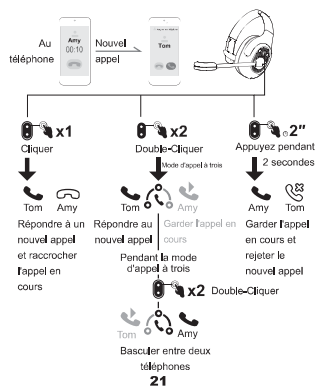 Au
téléphone
Amy
00:10
Nouvel
appel
Tom
x1
Cliquer
x2
Double-Cliquer
Mode d'appel à trois
2"
Appuyez pendant
2 secondes
Tom
Amy
Répondre à un
nouvel appel
et raccrocher
l'appel en
cours
Tom
Amy
Répondre au
nouvel appel
Garder l'appel en
cours
Amy
Tom
Garder l'appel
en cours et
rejeter le
nouvel appel
Pendant la mode
d'appel à trois
x2
Double-Cliquer
Tom
Amy
Basculer entre deux
téléphones
21